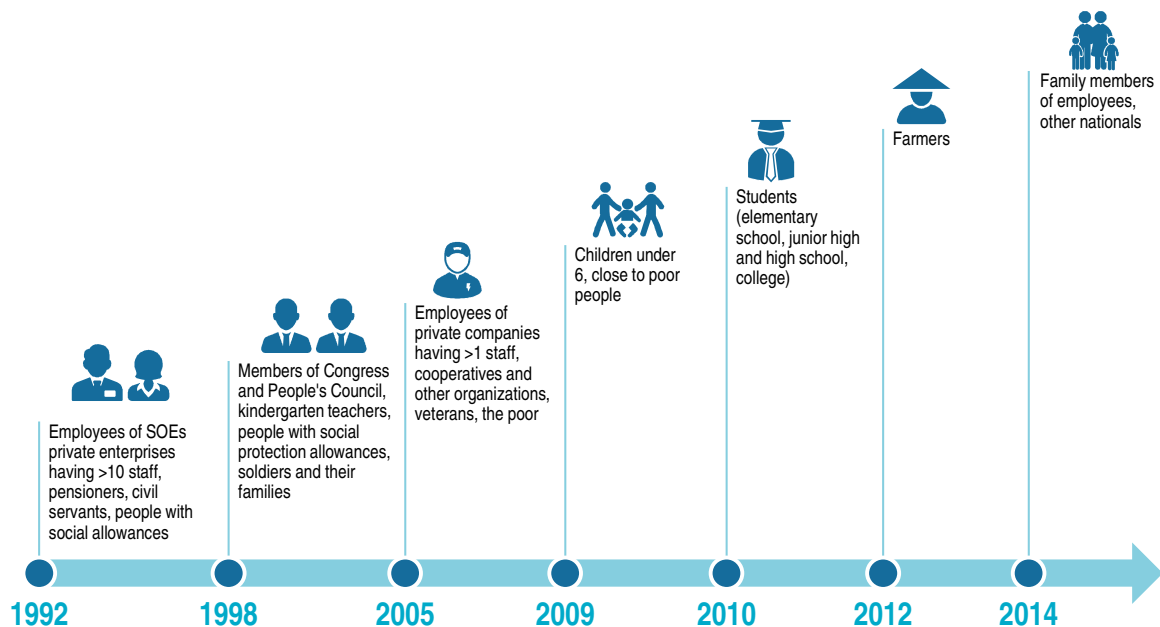 Employees of SOEs
private enterprises
having >10 staff,
pensioners, civil
servants, people with
social allowances
Members of Congress
and People's Council,
kindergarten teachers,
people with social
protection allowances,
soldiers and their
families
Employees of
private companies
having >1 staff,
cooperatives and
other organizations,
veterans, the poor
Children under
6, close to poor
people
Students
(elementary
school, junior high
and high school,
college)
Farmers
Family members
of employees,
other nationals
1992
1998
2005
2009
2010
2012
2014